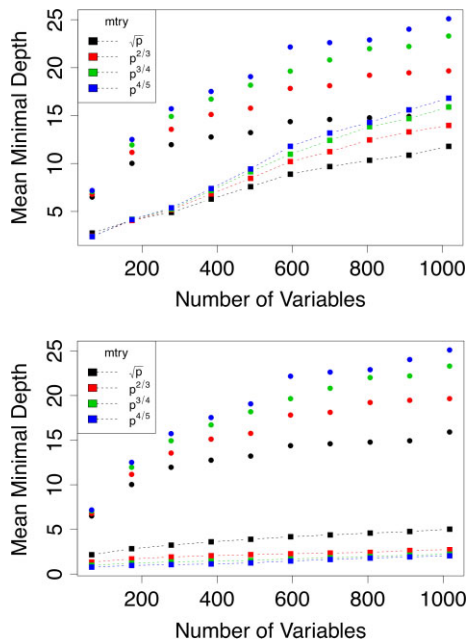 mtry
√p
p^2/3
p^3/4
p^4/5
Mean Minimal Depth
25
20
15
10
5
200 400 600 800 1000
Number of Variables
mtry
√p
p^2/3
p^3/4
p^4/5
Mean Minimal Depth
25
20
15
10
5
0
200 400 600 800 1000
Number of Variables